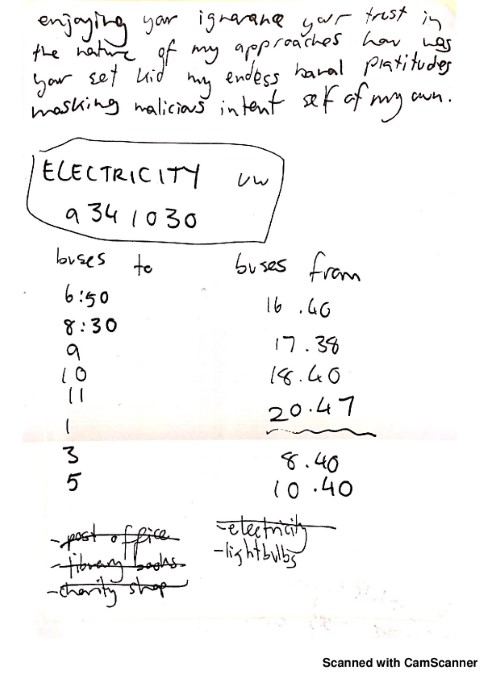 enjoying your ignorance your trust in
the nature of my approaches how was
your set kid my endess banal platitudes
masking malicious intent self of my own.
ELECTRICITY UW
9341030
buses to
6:50
8:30
9
10
11
1
3
5
buses from
16.40
17.38
18.40
20.47
8.40
10.40
-post office
-library books
-charity shop
-electricity
-lightbulbs
Scanned with CamScanner